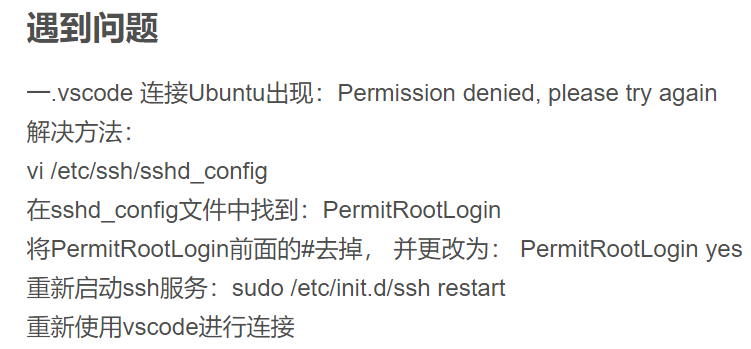 遇到问题
一.vscode 连接Ubuntu出现：Permission denied, please try again
解决方法：
vi /etc/ssh/sshd_config
在sshd_config文件中找到：PermitRootLogin
将PermitRootLogin前面的#去掉， 并更改为： PermitRootLogin yes
重新启动ssh服务：sudo /etc/init.d/ssh restart
重新使用vscode进行连接